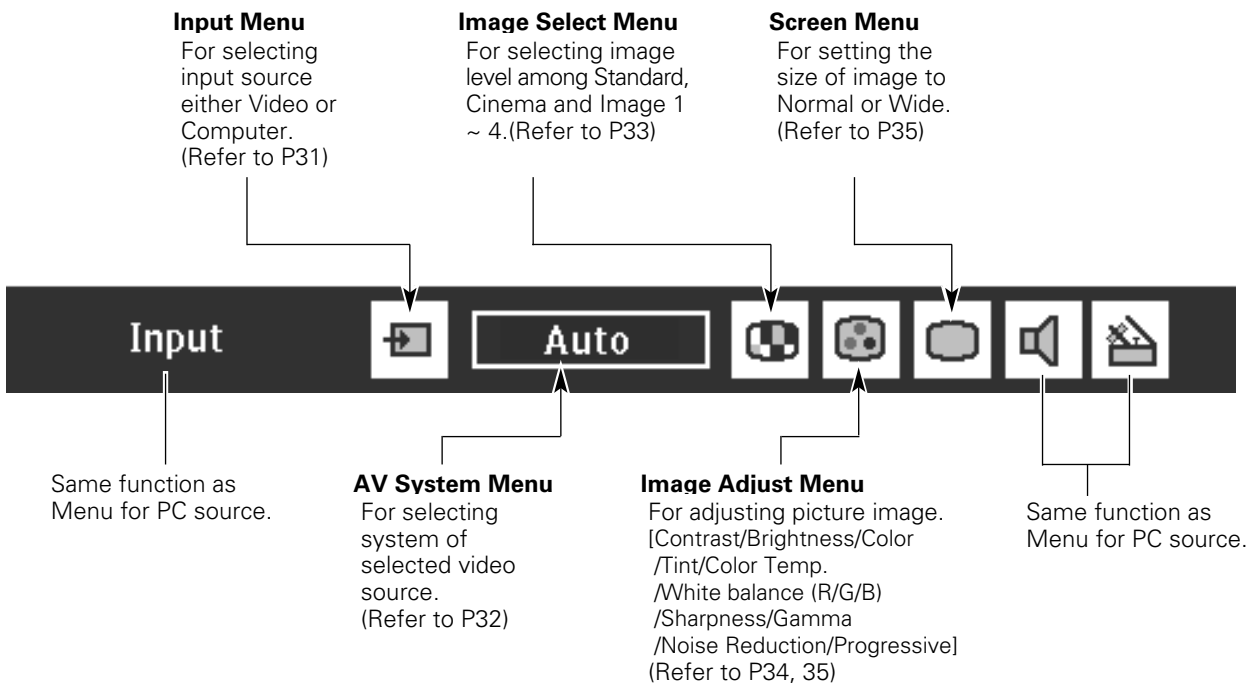 Input Menu
For selecting
input source
either Video or
Computer.
(Refer to P31)
Image Select Menu
For selecting image
level among Standard,
Cinema and Image 1
~ 4.(Refer to P33)
Screen Menu
For setting the
size of image to
Normal or Wide.
(Refer to P35)
Input
Auto
Same function as
Menu for PC source.
AV System Menu
For selecting
system of
selected video
source.
(Refer to P32)
Image Adjust Menu
For adjusting picture image.
[Contrast/Brightness/Color
/Tint/Color Temp.
/White balance (R/G/B)
/Sharpness/Gamma
/Noise Reduction/Progressive]
(Refer to P34, 35)
Same function as
Menu for PC source.